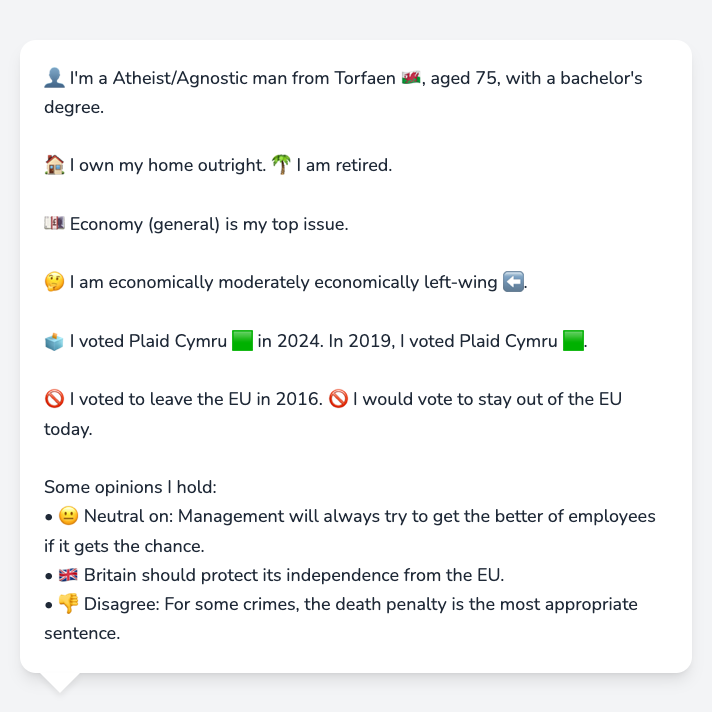 👤 I'm a Atheist/Agnostic man from Torfaen 🏴󠁧󠁢󠁷󠁬󠁳󠁿, aged 75, with a bachelor's
degree.
🏠 I own my home outright. 🌴 I am retired.
💷 Economy (general) is my top issue.
🤔 I am economically moderately economically left-wing ⬅️.
🗳️ I voted Plaid Cymru 🟩 in 2024. In 2019, I voted Plaid Cymru 🟩.
🚫 I voted to leave the EU in 2016. 🚫 I would vote to stay out of the EU
today.
Some opinions I hold:
• 😐 Neutral on: Management will always try to get the better of employees
if it gets the chance.
• 🇬🇧 Britain should protect its independence from the EU.
• 👎 Disagree: For some crimes, the death penalty is the most appropriate
sentence.